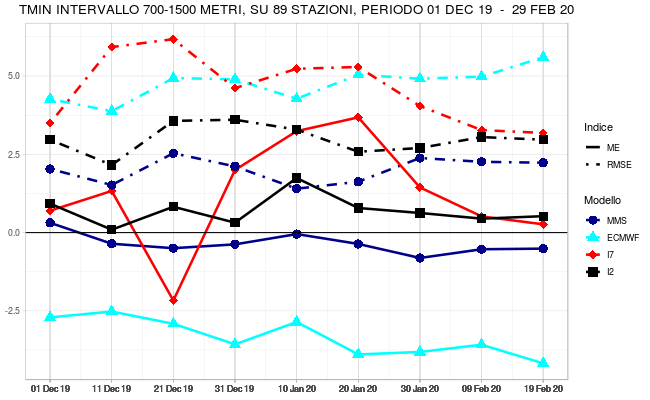 TMIN INTERVALLO 700-1500 METRI, SU 89 STAZIONI, PERIODO 01 DEC 19 - 29 FEB 20
5.0
2.5
0.0
-2.5
01 Dec 19 11 Dec 19 21 Dec 19 31 Dec 19 10 Jan 20 20 Jan 20 30 Jan 20 09 Feb 20 19 Feb 20
Indice
ME
RMSE
Modello
MMS
ECMWF
I7
I2